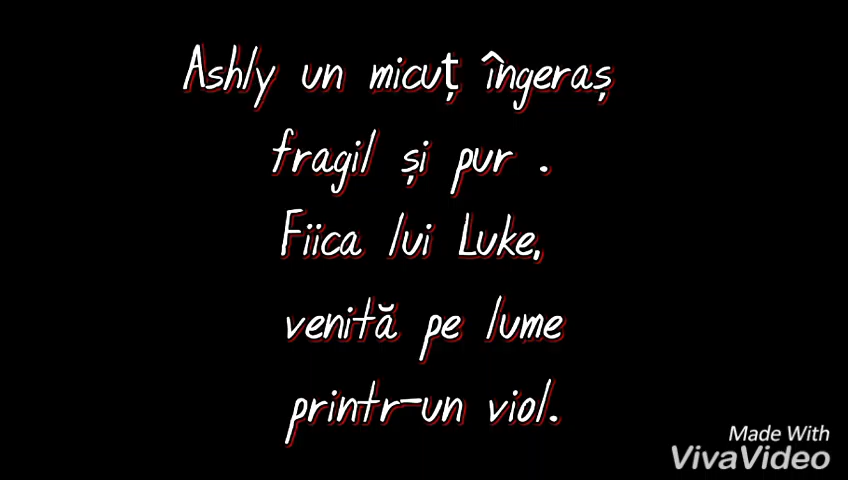 Ashly un micuț îngeraș
fragil și pur .
Fiica lui Luke,
venită pe lume
printr-un viol.
Made With
VivaVideo